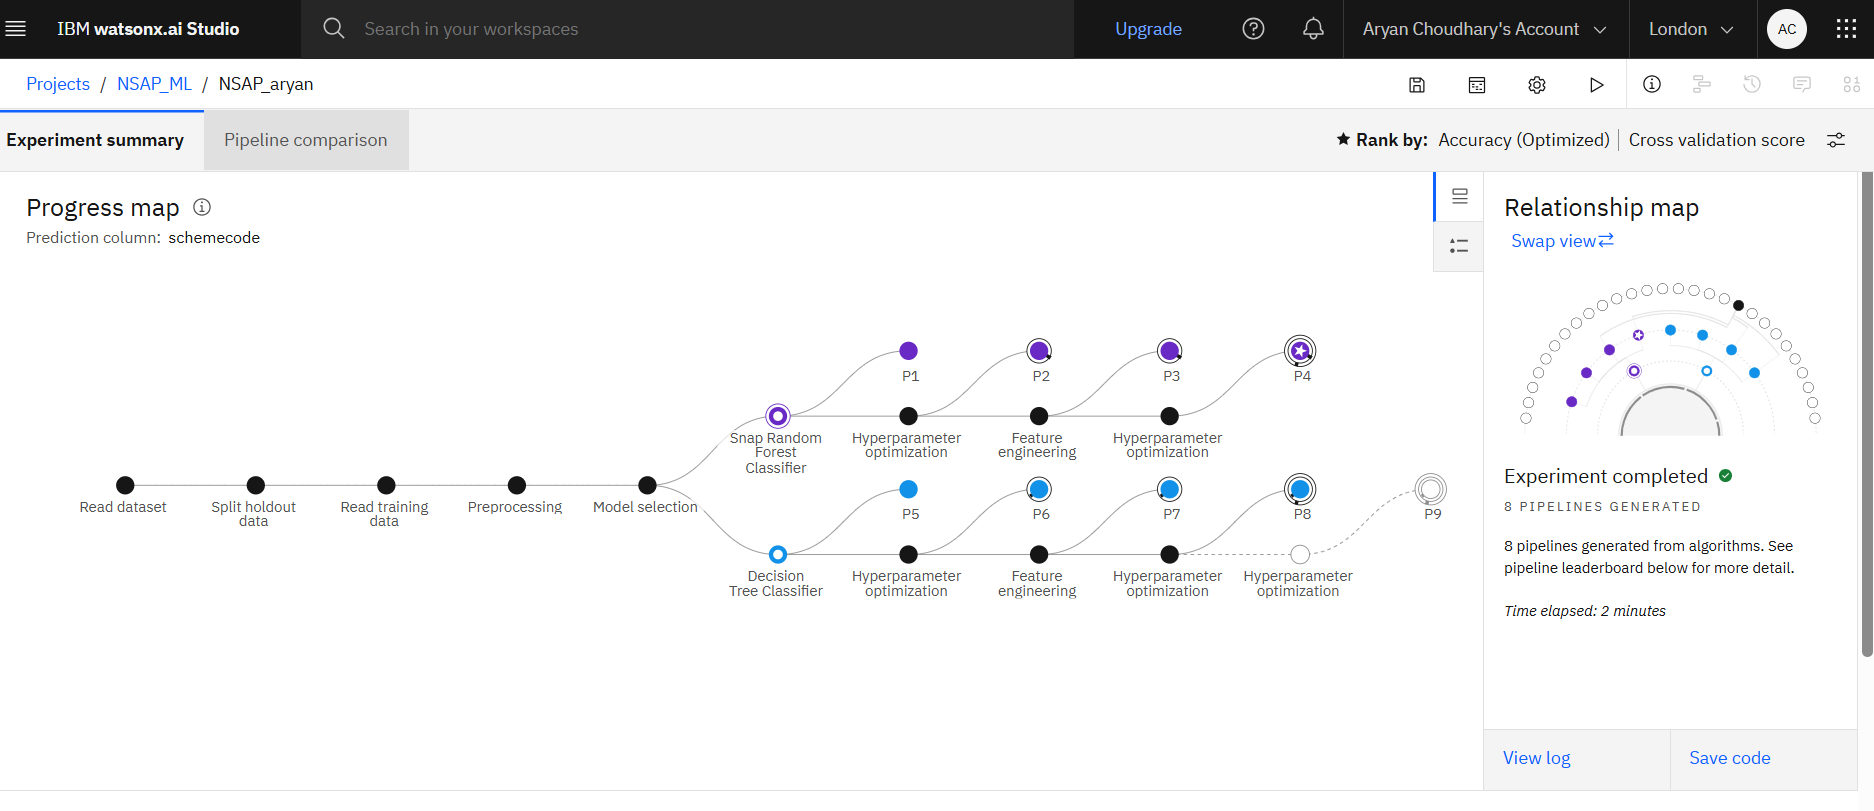 IBM watsonx.ai Studio
Search in your workspaces
Upgrade
Aryan Choudhary's Account
London
AC
Projects / NSAP_ML / NSAP_aryan
Experiment summary
Pipeline comparison
Rank by: Accuracy (Optimized) | Cross validation score
Progress map
Prediction column: schemecode
P1
P2
P3
P4
Snap Random
Forest
Classifier
Hyperparameter
optimization
Feature
engineering
Hyperparameter
optimization
Read dataset
Split holdout
data
Read training
data
Preprocessing
Model selection
P5
P6
P7
P8
P9
Decision
Tree Classifier
Hyperparameter
optimization
Feature
engineering
Hyperparameter
optimization
Hyperparameter
optimization
Relationship map
Swap view
Experiment completed
8 PIPELINES GENERATED
8 pipelines generated from algorithms. See
pipeline leaderboard below for more detail.
Time elapsed: 2 minutes
View log
Save code